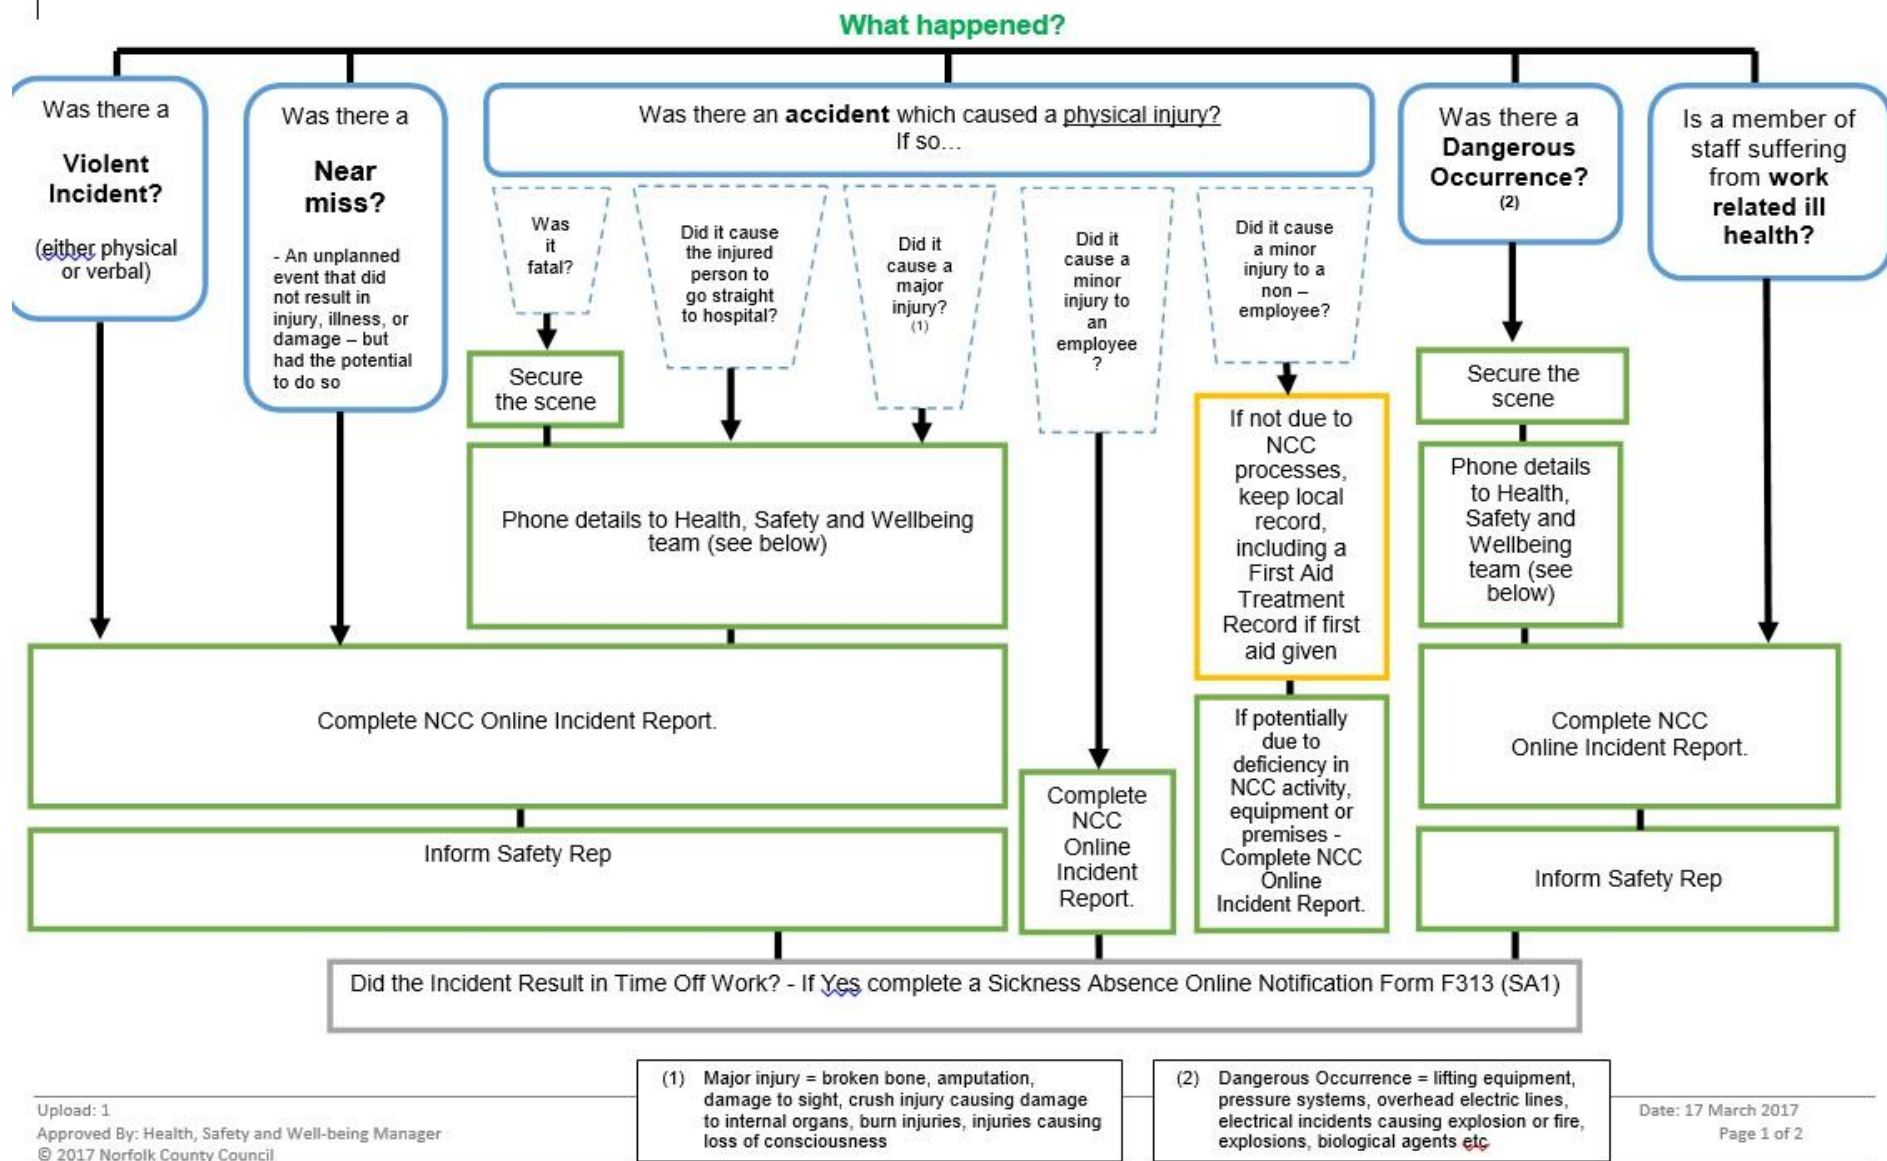 What happened?
Was there a
Violent
Incident?
(either physical
or verbal)
Was there a
Near
miss?
- An unplanned
event that did
not result in
injury, illness, or
damage – but
had the potential
to do so
Was there an accident which caused a physical injury?
If so…
Was
it
fatal?
Did it cause
the injured
person to
go straight
to hospital?
Did it
cause a
major
injury?
(1)
Did it
cause a
minor
injury to
an
employee
?
Did it cause
a minor
injury to a
non –
employee?
Was there a
Dangerous
Occurrence?
(2)
Is a member of
staff suffering
from work
related ill
health?
Secure
the scene
Phone details to Health, Safety and Wellbeing
team (see below)
If not due to
NCC
processes,
keep local
record,
including a
First Aid
Treatment
Record if first
aid given
Secure the
scene
Phone details
to Health,
Safety and
Wellbeing
team (see
below)
Complete NCC Online Incident Report.
Inform Safety Rep
Complete
NCC
Online
Incident
Report.
If potentially
due to
deficiency in
NCC activity,
equipment or
premises -
Complete NCC
Online
Incident Report.
Complete NCC
Online Incident Report.
Inform Safety Rep
Did the Incident Result in Time Off Work? - If Yes complete a Sickness Absence Online Notification Form F313 (SA1)
(1) Major injury = broken bone, amputation,
damage to sight, crush injury causing damage
to internal organs, burn injuries, injuries causing
loss of consciousness
(2) Dangerous Occurrence = lifting equipment,
pressure systems, overhead electric lines,
electrical incidents causing explosion or fire,
explosions, biological agents etc
Upload: 1
Approved By: Health, Safety and Well-being Manager
© 2017 Norfolk County Council
Date: 17 March 2017
Page 1 of 2